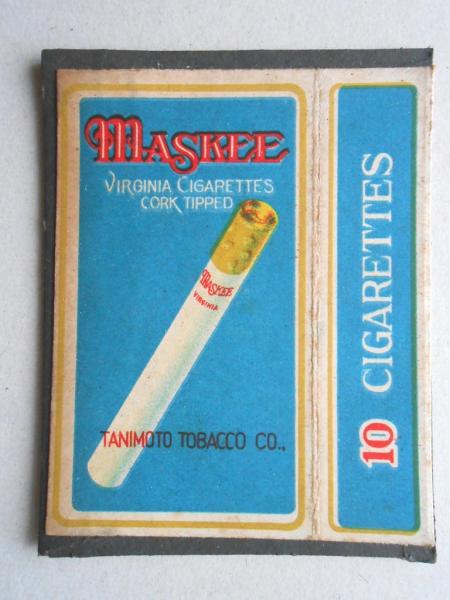 MASKEE
VIRGINIA CIGARETTES
CORK TIPPED
MASKEE
VIRGINIA
TANIMOTO TOBACCO CO.,
10 CIGARETTES